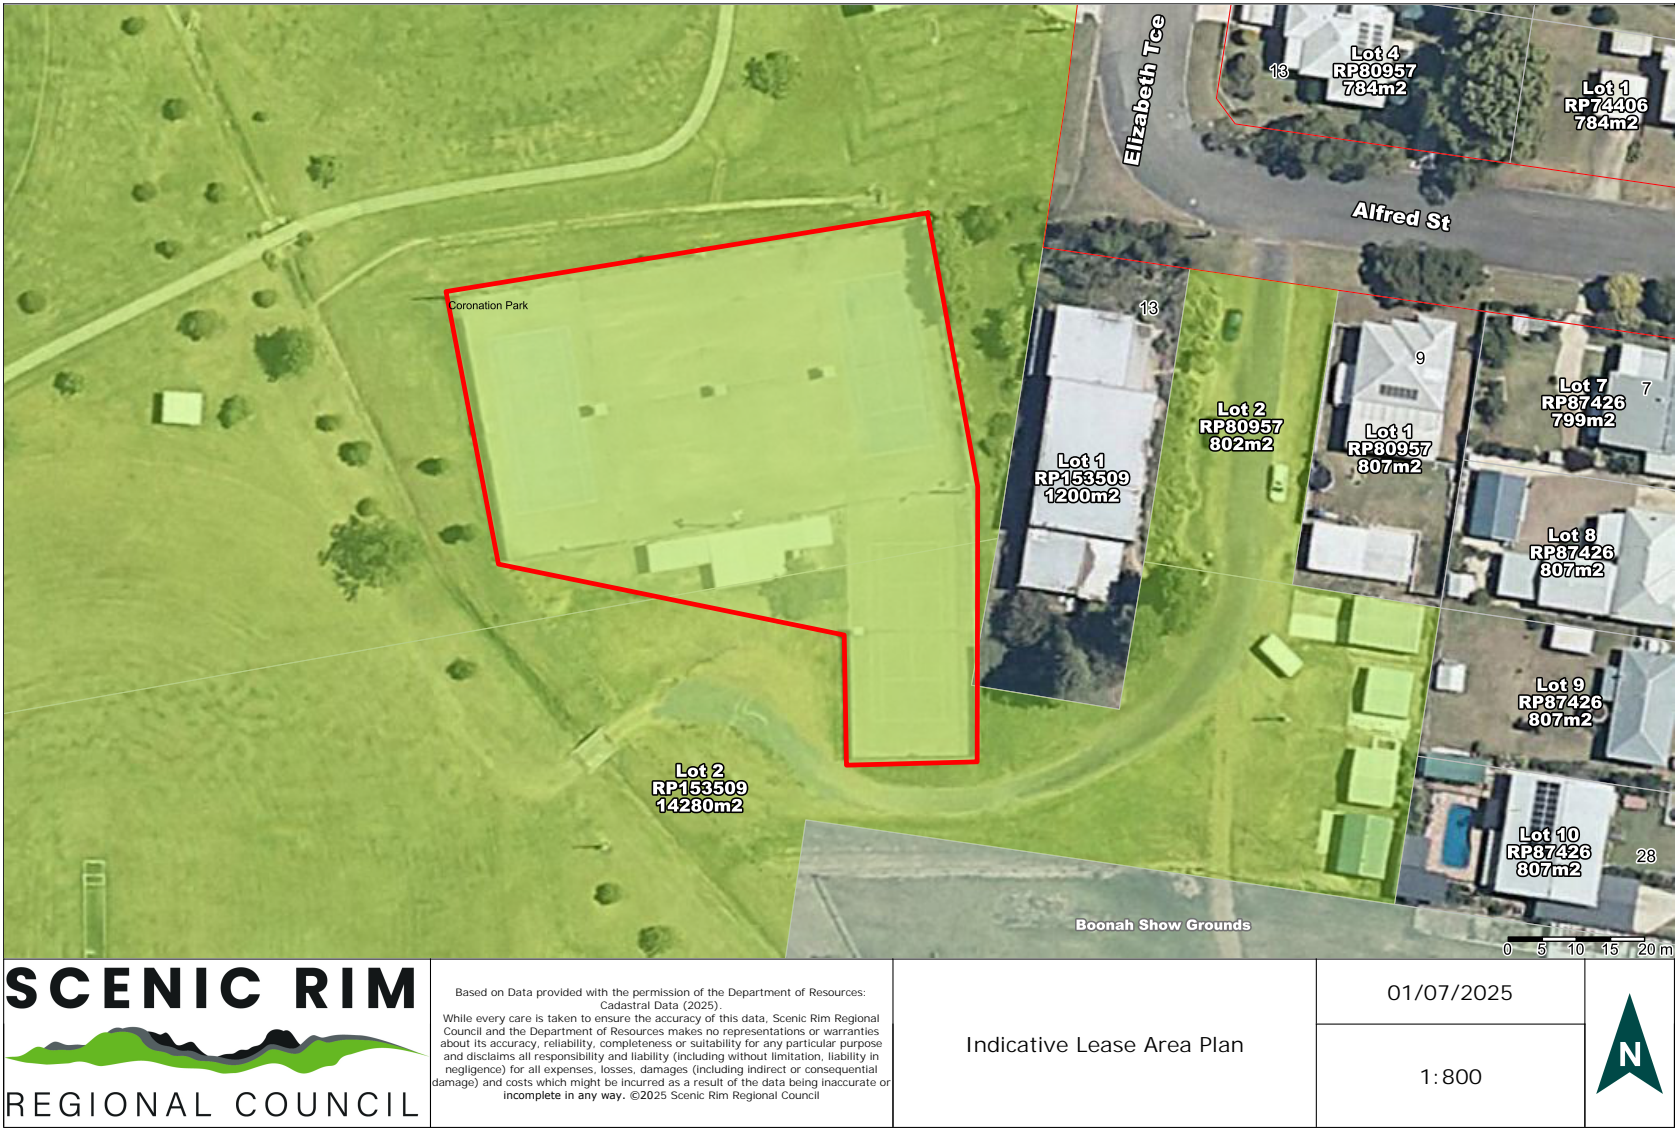 Elizabeth Tce
13
Lot 4
RP80957
784m2
Lot 1
RP74406
784m2
Alfred St
Coronation Park
13
Lot 1
RP153509
1200m2
Lot 2
RP80957
802m2
9
Lot 1
RP80957
807m2
Lot 7
RP87426
799m2
7
Lot 8
RP87426
807m2
Lot 9
RP87426
807m2
Lot 2
RP153509
14280m2
Lot 10
RP87426
807m2
28
Boonah Show Grounds
0 5 10 15 20 m
SCENIC RIM
REGIONAL COUNCIL
Based on Data provided with the permission of the Department of Resources:
Cadastral Data (2025).
While every care is taken to ensure the accuracy of this data, Scenic Rim Regional
Council and the Department of Resources makes no representations or warranties
about its accuracy, reliability, completeness or suitability for any particular purpose
and disclaims all responsibility and liability (including without limitation, liability in
negligence) for all expenses, losses, damages (including indirect or consequential
damage) and costs which might be incurred as a result of the data being inaccurate or
incomplete in any way. ©2025 Scenic Rim Regional Council
Indicative Lease Area Plan
01/07/2025
1:800
N